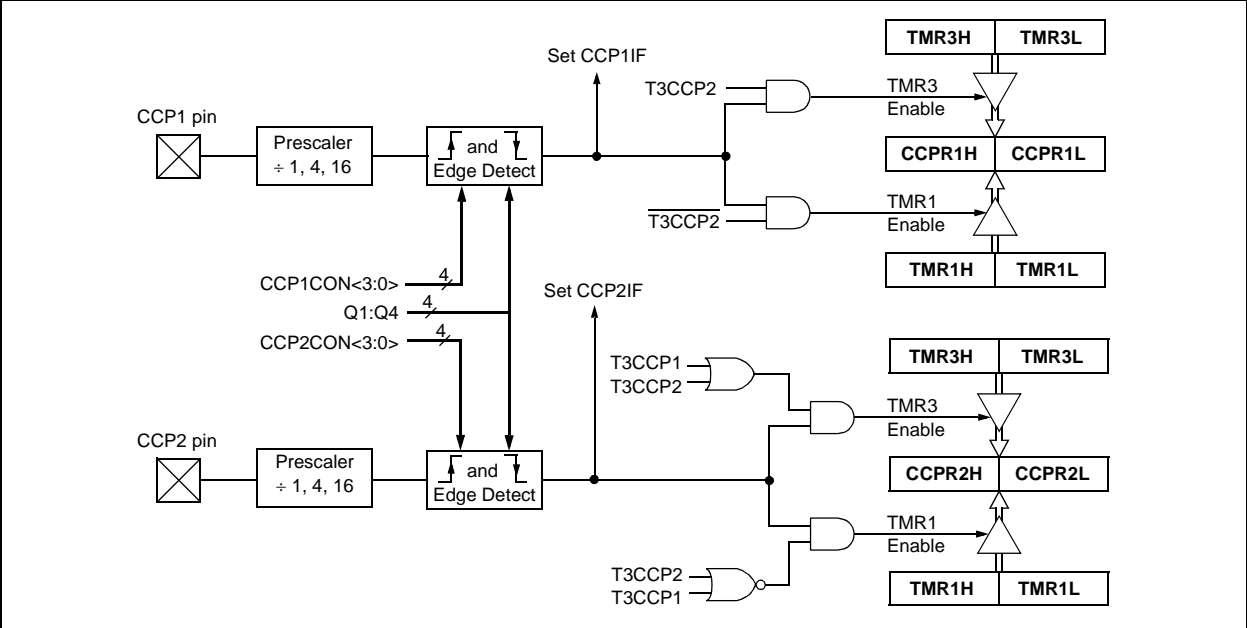 TMR3H TMR3L
Set CCP1IF
T3CCP2
TMR3
Enable
CCP1 pin
Prescaler
÷ 1, 4, 16
and
Edge Detect
CCPR1H CCPR1L
T3CCP2
TMR1
Enable
TMR1H TMR1L
CCP1CON<3:0> 4
Q1:Q4 4
CCP2CON<3:0> 4
Set CCP2IF
TMR3H TMR3L
T3CCP1
T3CCP2
TMR3
Enable
CCP2 pin
Prescaler
÷ 1, 4, 16
and
Edge Detect
CCPR2H CCPR2L
TMR1
Enable
T3CCP2
T3CCP1
TMR1H TMR1L